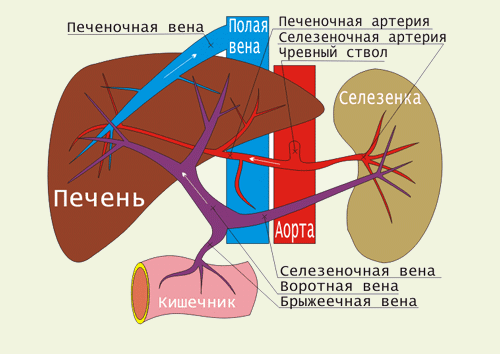 Печеночная вена
Полая
вена
Печеночная артерия
Селезеночная артерия
Чревный ствол
Селезенка
Печень
Аорта
Кишечник
Селезеночная вена
Воротная вена
Брыжеечная вена